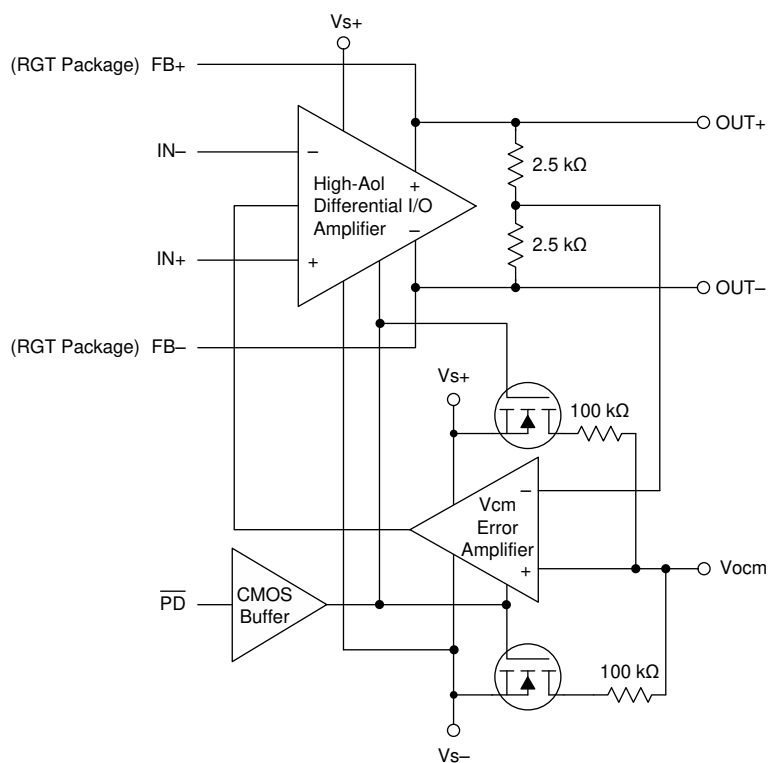 Vs+
(RGT Package) FB+
OUT+
IN–
–
2.5 kΩ
High-Aol
+
Differential I/O
Amplifier
–
2.5 kΩ
IN+
+
OUT–
(RGT Package) FB–
Vs+
100 kΩ
–
Vcm
Error
Amplifier
+
Vocm
PD
CMOS
Buffer
100 kΩ
Vs–